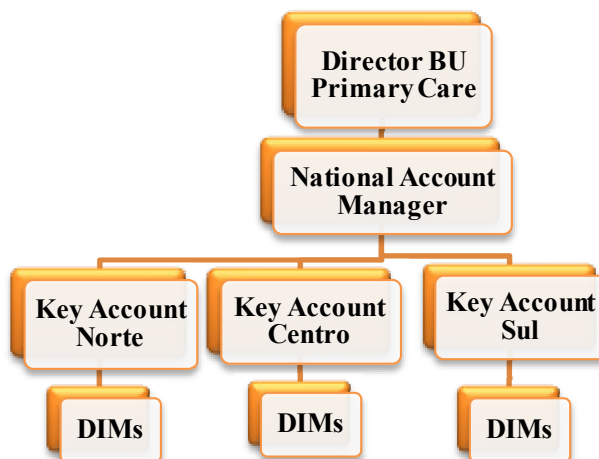 Director BU
Primary Care
National Account
Manager
Key Account
Norte
Key Account
Centro
Key Account
Sul
DIMs
DIMs
DIMs